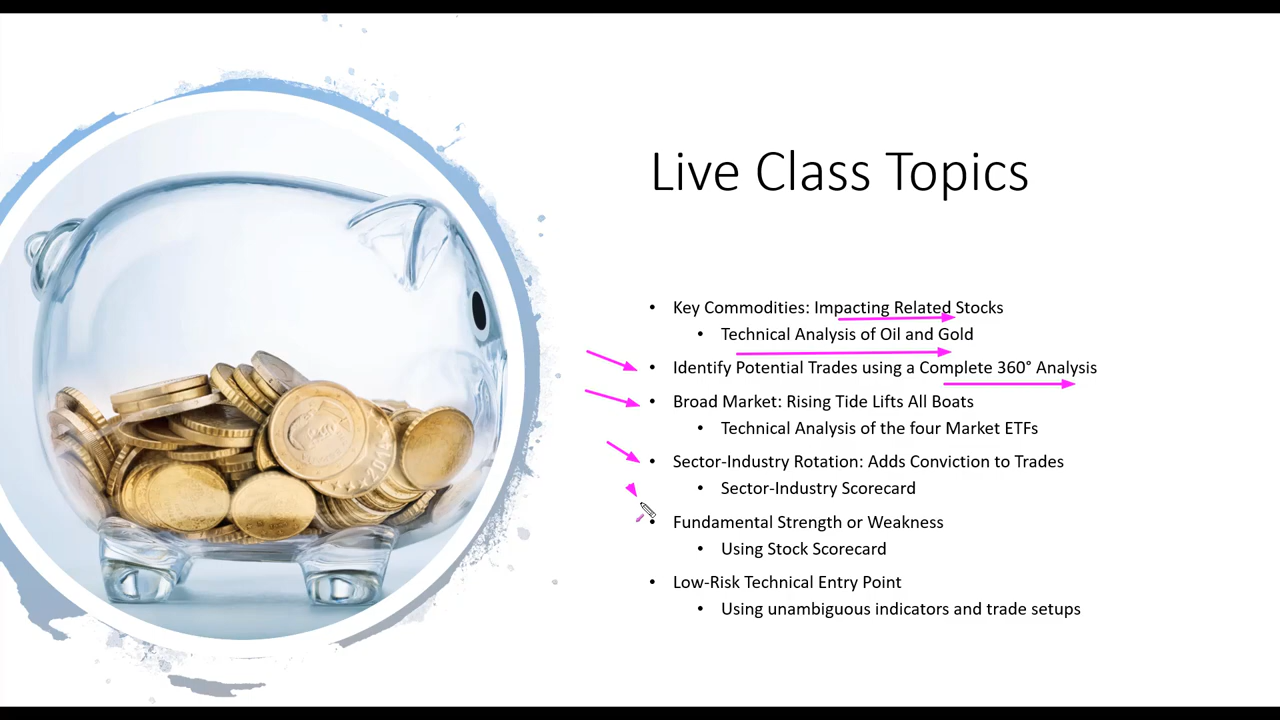 Live Class Topics
• Key Commodities: Impacting Related Stocks
• Technical Analysis of Oil and Gold
• Identify Potential Trades using a Complete 360° Analysis
• Broad Market: Rising Tide Lifts All Boats
• Technical Analysis of the four Market ETFs
• Sector-Industry Rotation: Adds Conviction to Trades
• Sector-Industry Scorecard
• Fundamental Strength or Weakness
• Using Stock Scorecard
• Low-Risk Technical Entry Point
• Using unambiguous indicators and trade setups